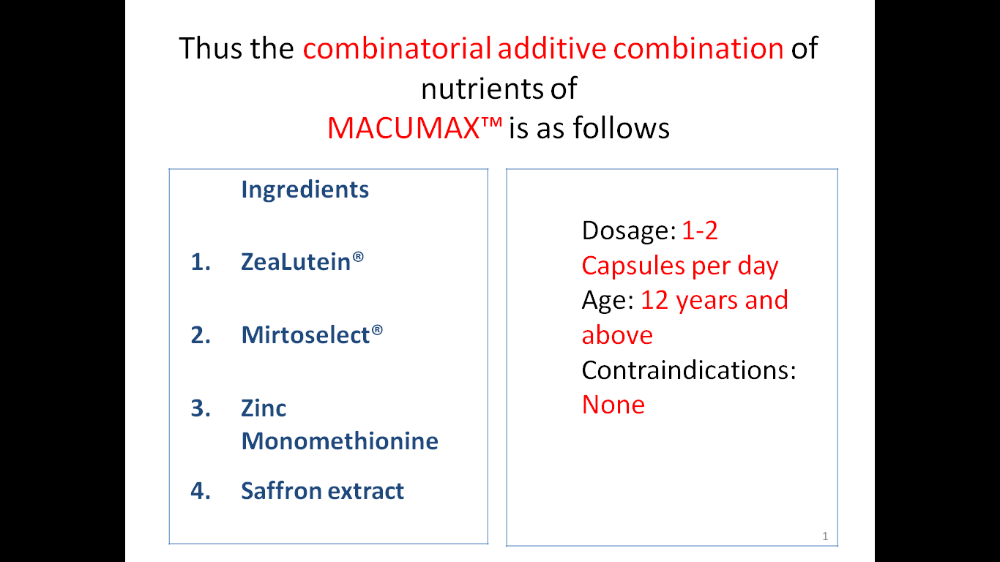 Thus the combinatorial additive combination of
nutrients of
MACUMAX™ is as follows
Ingredients
1. ZeaLutein®
2. Mirtoselect®
3. Zinc
Monomethionine
4. Saffron extract
Dosage: 1-2
Capsules per day
Age: 12 years and
above
Contraindications:
None
1